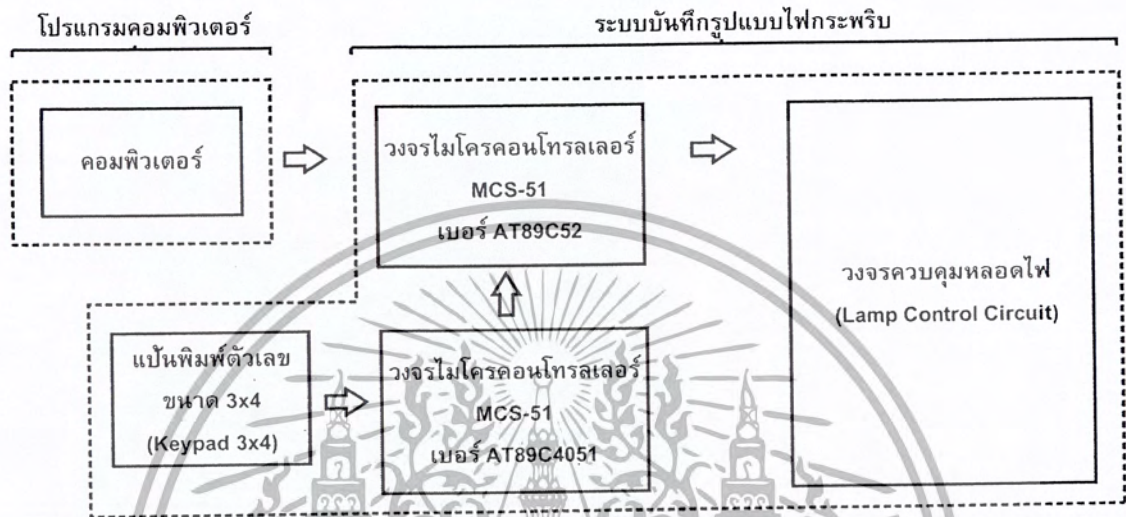 โปรแกรมคอมพิวเตอร์
ระบบบันทึกรูปแบบไฟกระพริบ
คอมพิวเตอร์
วงจรไมโครคอนโทรลเลอร์
MCS-51
เบอร์ AT89C52
วงจรควบคุมหลอดไฟ
(Lamp Control Circuit)
แป้นพิมพ์ตัวเลข
ขนาด 3x4
(Keypad 3x4)
วงจรไมโครคอนโทรลเลอร์
MCS-51
เบอร์ AT89C4051